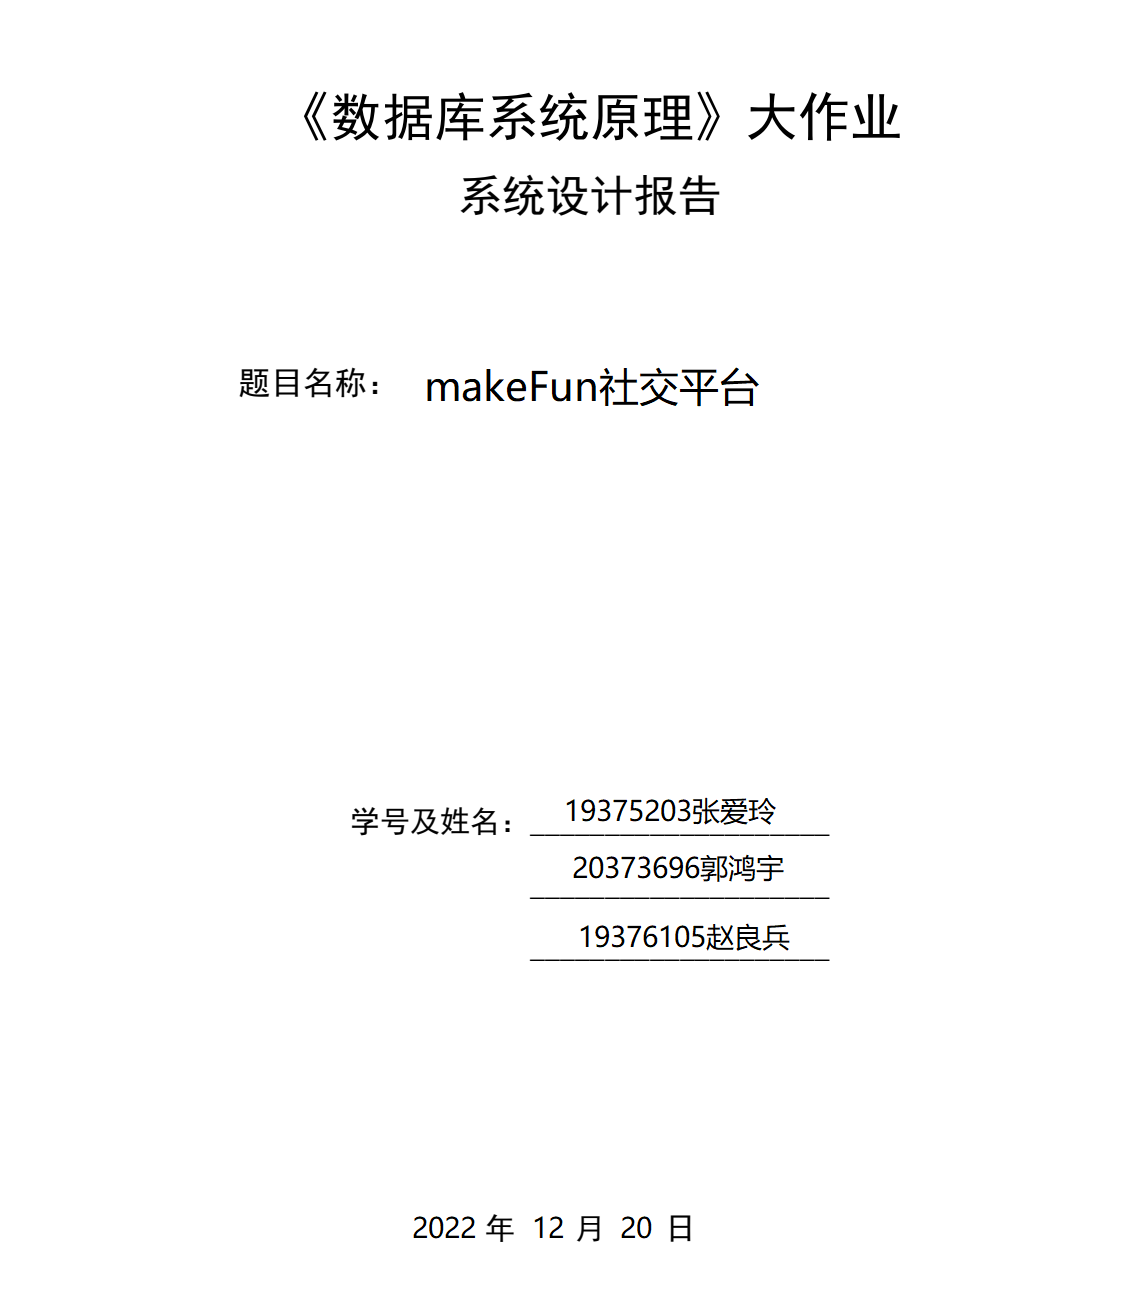 《数据库系统原理》大作业
系统设计报告
题目名称： makeFun社交平台
学号及姓名：19375203张爱玲
20373696郭鸿宇
19376105赵良兵
2022 年 12 月 20 日